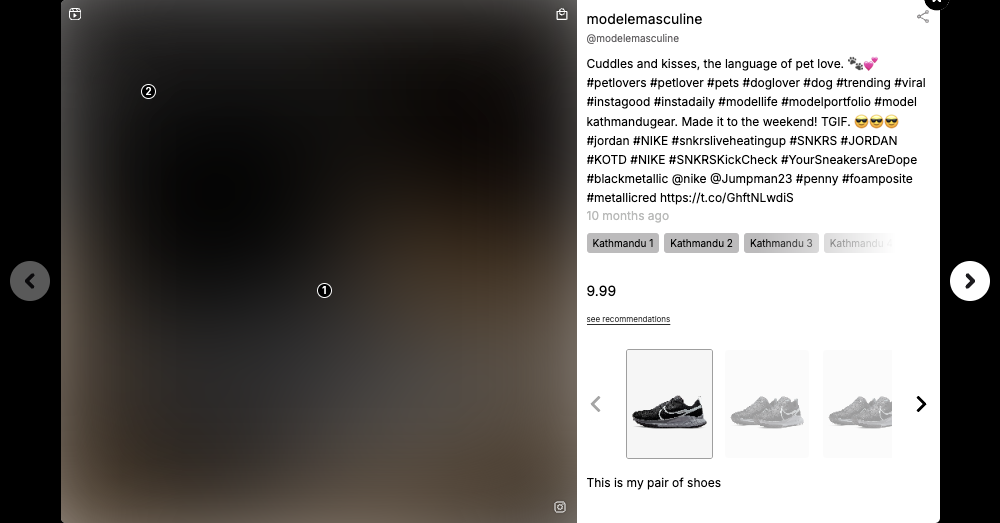 2
1
modelemasculine
@modelemasculine
Cuddles and kisses, the language of pet love. 🐾💕
#petlovers #petlover #pets #doglover #dog #trending #viral
#instagood #instadaily #modellife #modelportfolio #model
kathmandugear. Made it to the weekend! TGIF. 😎😎😎
#jordan #NIKE #snkrsliveheatingup #SNKRS #JORDAN
#KOTD #NIKE #SNKRSKickCheck #YourSneakersAreDope
#blackmetallic @nike @Jumpman23 #penny #foamposite
#metallicred https://t.co/GhftNLwdiS
10 months ago
Kathmandu 1 Kathmandu 2 Kathmandu 3 Kathmandu
9.99
see recommendations
This is my pair of shoes